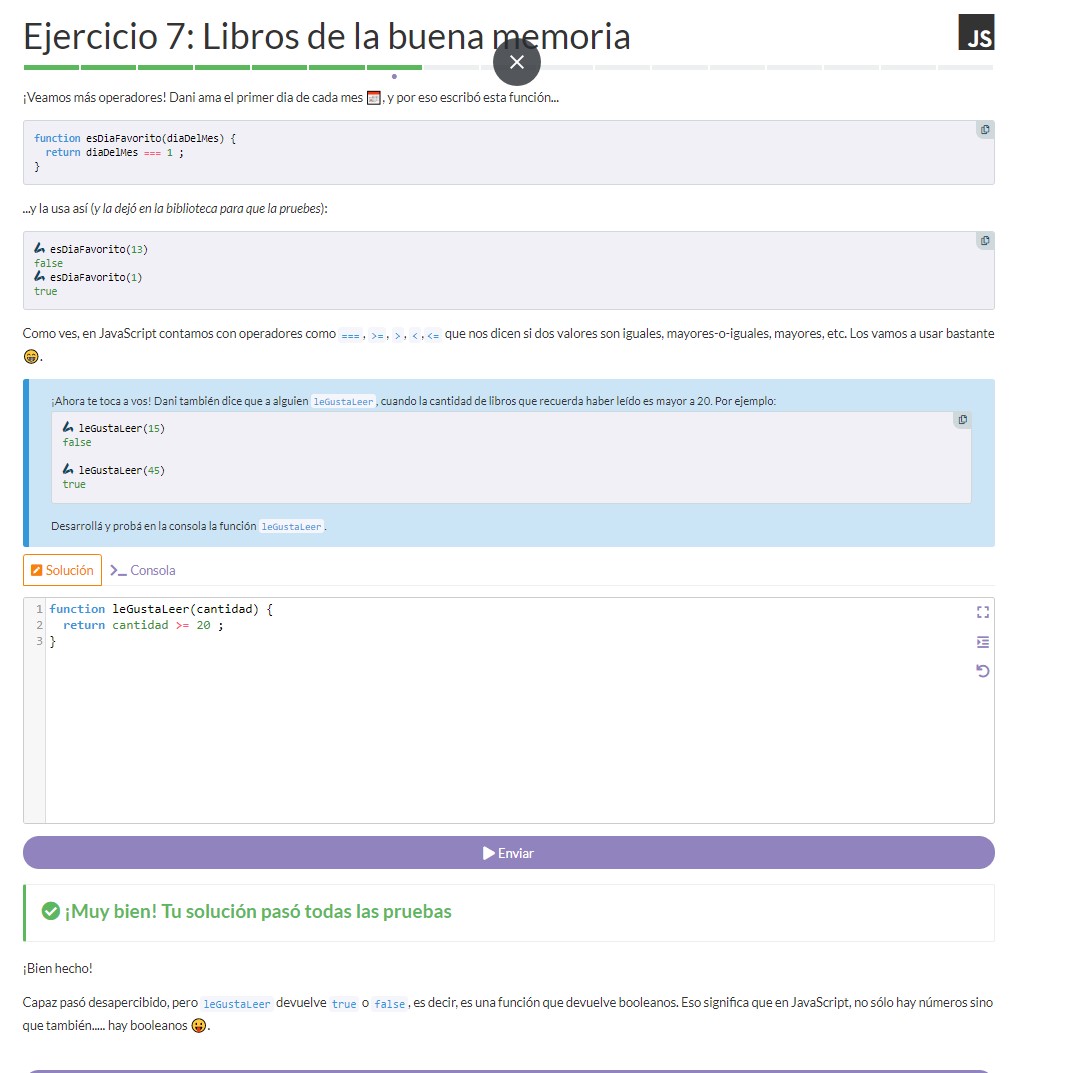 Ejercicio 7: Libros de la buena memoria
JS
¡Veamos más operadores! Dani ama el primer dia de cada mes 📅, y por eso escribó esta función...
function esDiaFavorito(diaDelMes) {
return diaDelMes === 1 ;
}
...y la usa así (y la dejó en la biblioteca para que la pruebes):
esDiaFavorito(13)
false
esDiaFavorito(1)
true
Como ves, en JavaScript contamos con operadores como ===, >=, >, <, <= que nos dicen si dos valores son iguales, mayores-o-iguales, mayores, etc. Los vamos a usar bastante
😁.
¡Ahora te toca a vos! Dani también dice que a alguien leGustaLeer, cuando la cantidad de libros que recuerda haber leído es mayor a 20. Por ejemplo:
leGustaLeer(15)
false
leGustaLeer(45)
true
Desarrollá y probá en la consola la función leGustaLeer.
Solución
Consola
1 function leGustaLeer(cantidad) {
2 return cantidad >= 20 ;
3 }
Enviar
¡Muy bien! Tu solución pasó todas las pruebas
¡Bien hecho!
Capaz pasó desapercibido, pero leGustaLeer devuelve true o false, es decir, es una función que devuelve booleanos. Eso significa que en JavaScript, no sólo hay números sino
que también..... hay booleanos 😛.